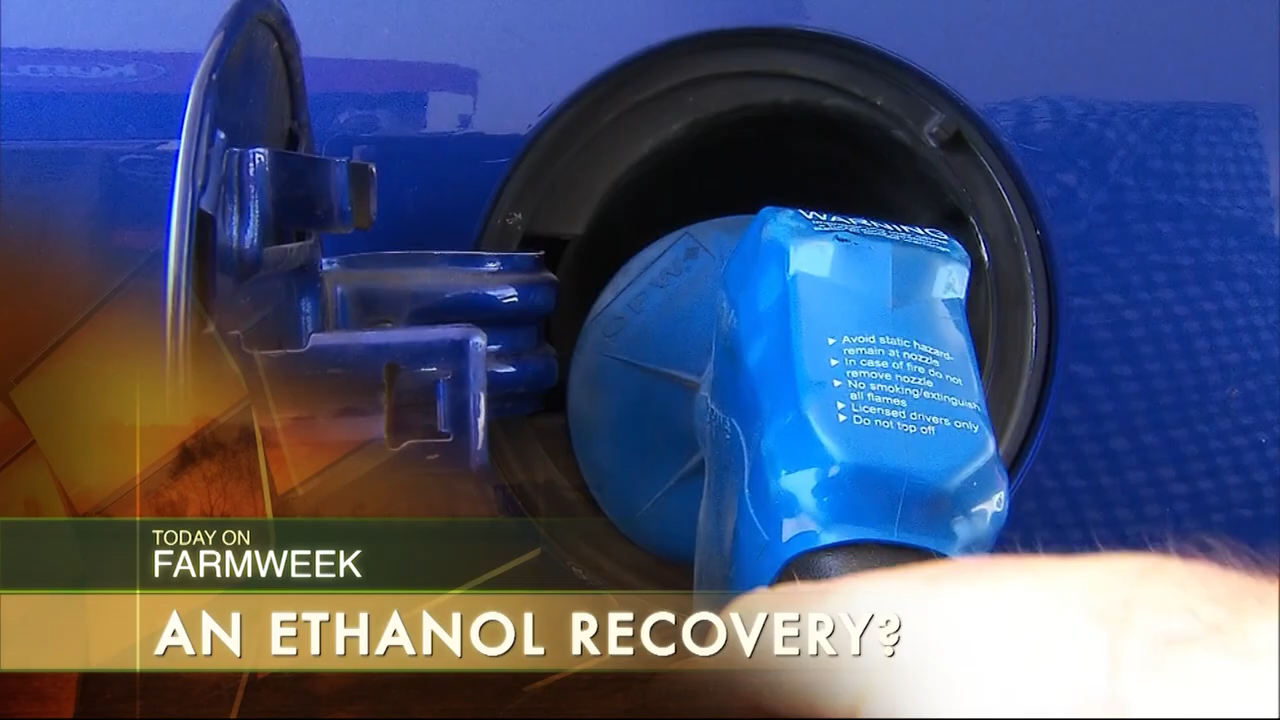 WARNING
OPW
▶ Avoid static hazard-
remain at nozzle
▶ In case of fire do not
remove nozzle
▶ No smoking/extinguish
all flames
▶ Licensed drivers only
▶ Do not top off
TODAY ON
FARMWEEK
AN ETHANOL RECOVERY?